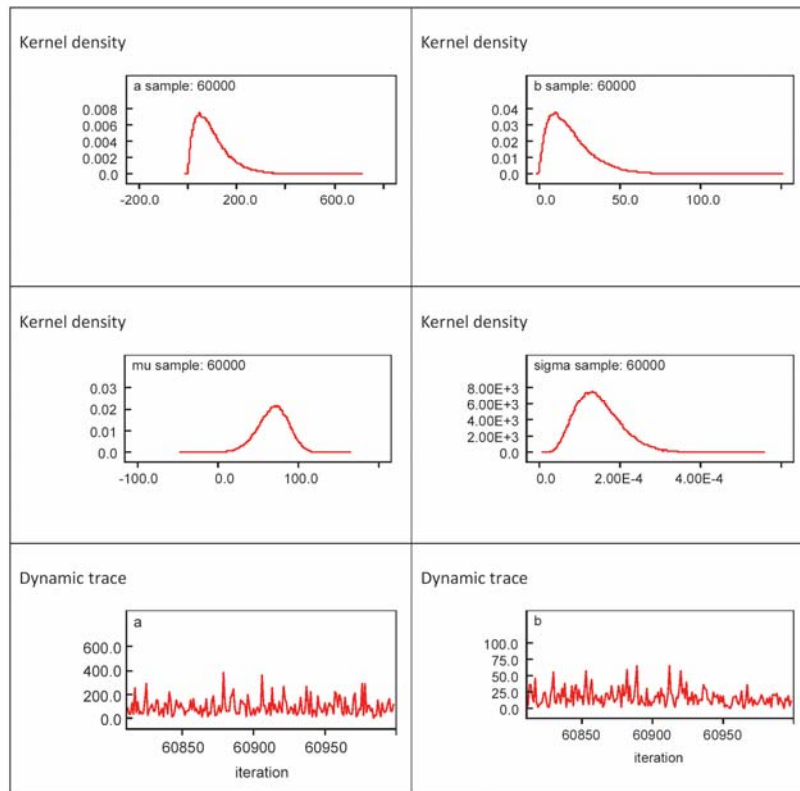 Kernel density
a sample: 60000
0.008
0.006
0.004
0.002
0.0
-200.0 200.0 600.0
Kernel density
b sample: 60000
0.04
0.03
0.02
0.01
0.0
0.0 50.0 100.0
Kernel density
mu sample: 60000
0.03
0.02
0.01
0.0
-100.0 0.0 100.0
Kernel density
sigma sample: 60000
8.00E+3
6.00E+3
4.00E+3
2.00E+3
0.0
0.0 2.00E-4 4.00E-4
Dynamic trace
a
600.0
400.0
200.0
0.0
60850 60900 60950
iteration
Dynamic trace
b
100.0
75.0
50.0
25.0
0.0
60850 60900 60950
iteration